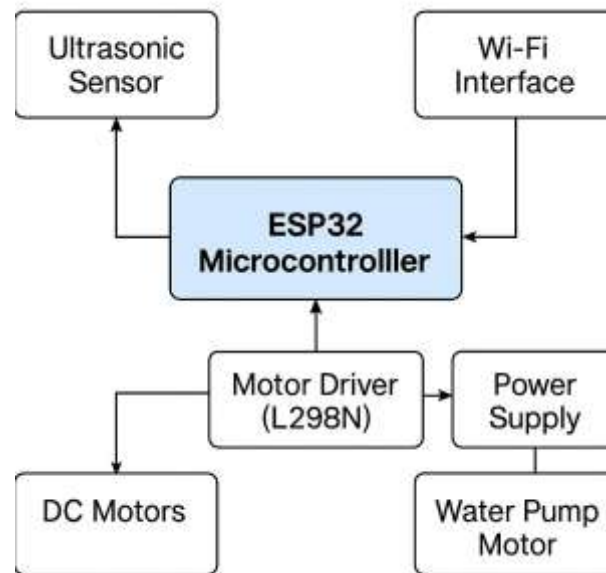 Ultrasonic
Sensor
Wi-Fi
Interface
ESP32
Microcontrolller
Motor Driver
(L298N)
Power
Supply
DC Motors
Water Pump
Motor